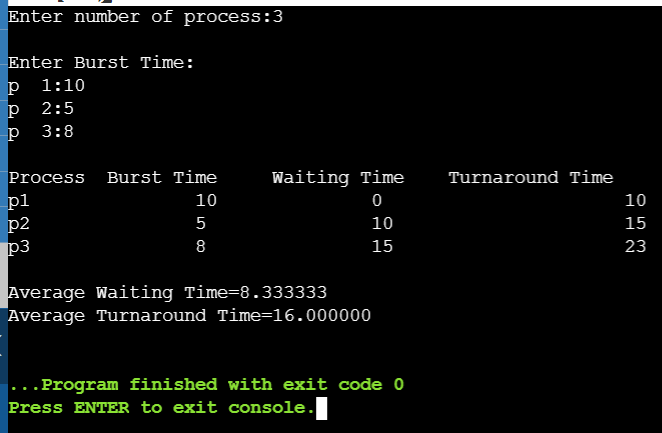 Enter number of process:3
Enter Burst Time:
p  1:10
p  2:5
p  3:8
Process  Burst Time     Waiting Time    Turnaround Time
p1               10              0                      10
p2               5               10                     15
p3               8               15                     23
Average Waiting Time=8.333333
Average Turnaround Time=16.000000
...Program finished with exit code 0
Press ENTER to exit console.